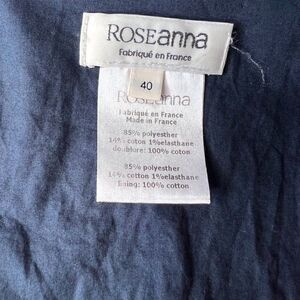 ROSEanna
Fabriqué en France
40
ROSEanna
Fabriqué en France
Made in France
85% polyesther
14% coton 1%elasthane
doublure: 100% coton
85% polyesther
14% cotton 1%elasthane
lining: 100% cotton